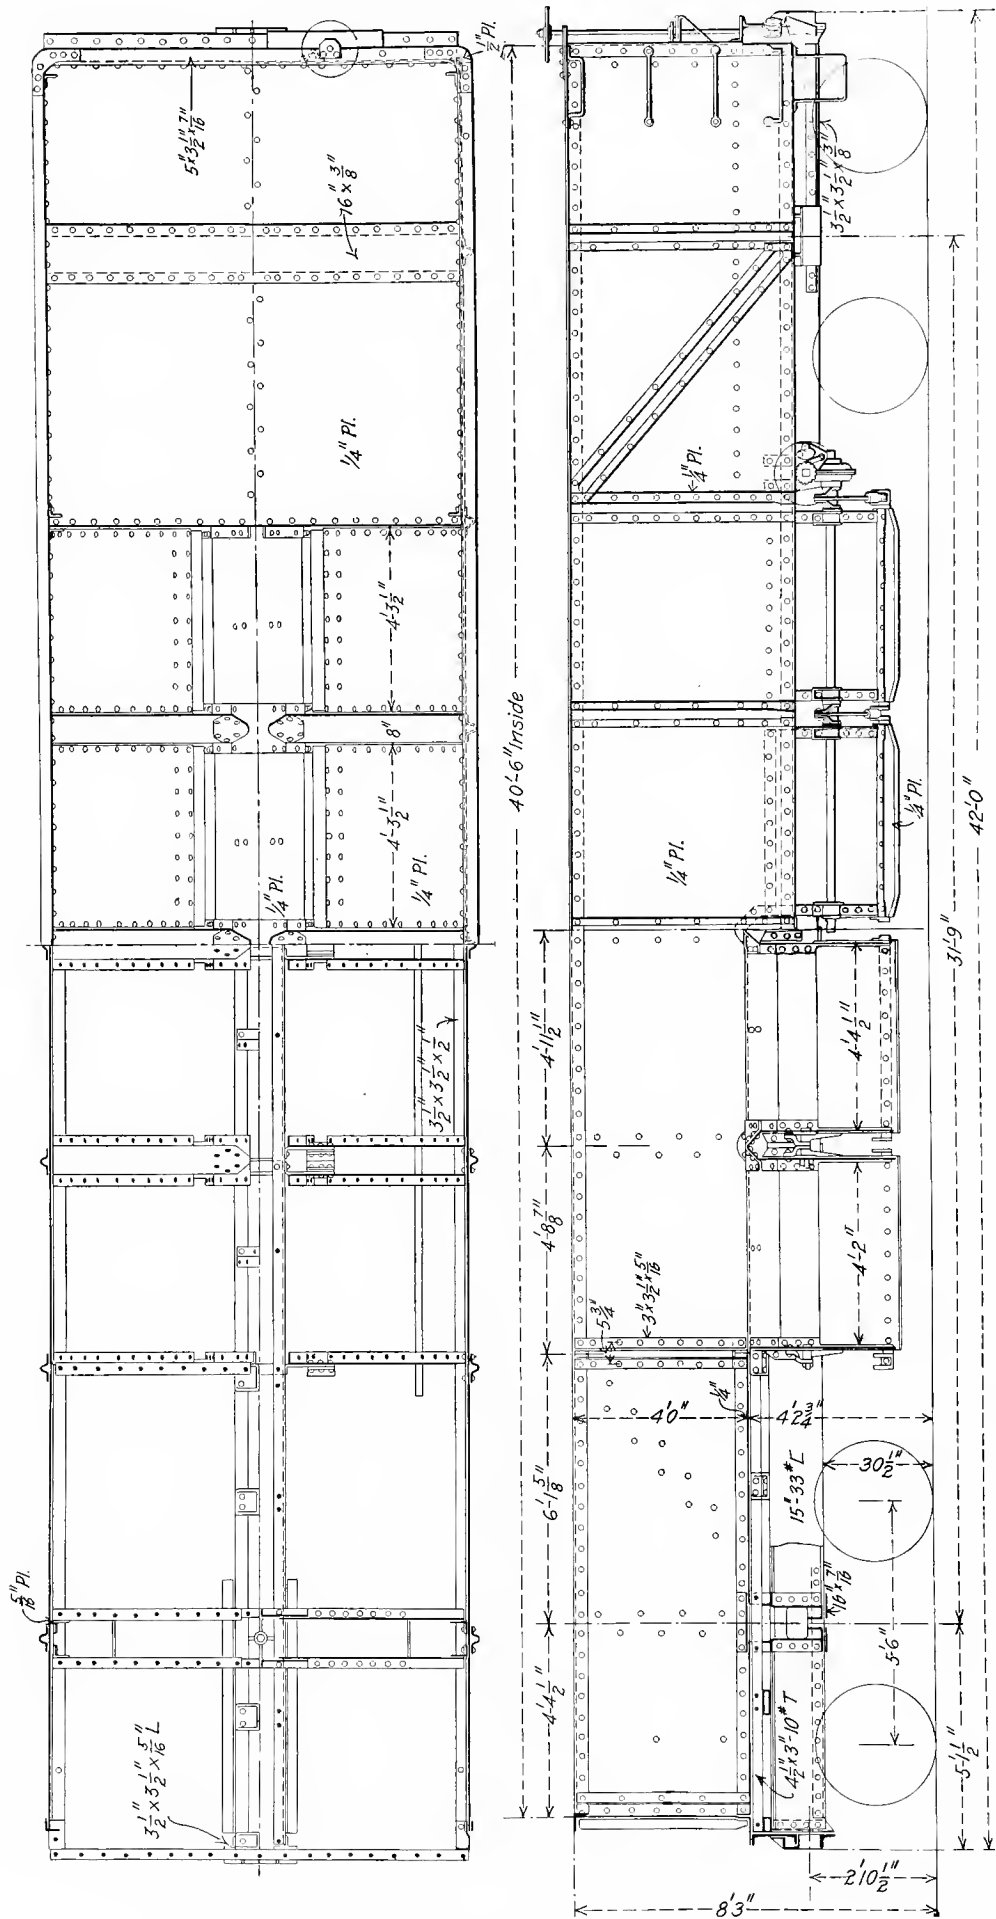 ½" Pl.
5" x 3½" x 7/16"
76" x 3/8"
¼" Pl.
4'-3½"
8"
4'-3½"
¼" Pl.
¼" Pl.
3½" x 3½" x ½"
5/16" Pl.
3½" x 3½" x 5/16" L
40'-6" Inside
3½" x 3½" x 3/8"
¼" Pl.
¼" Pl.
¼" Pl.
42'-0"
31'-9"
4'-11½"
4'-4½"
4'-8⅞"
4'-2"
3" x 3½" x 5/16"
5¾"
4'0"
¼"
4'2¾"
6'-1⅝"
30½"
15"-33# [
16" x 7/16"
5'-6"
4'-4½"
4½" x 3"-10# T
5'-1½"
2'10½"
8'3"